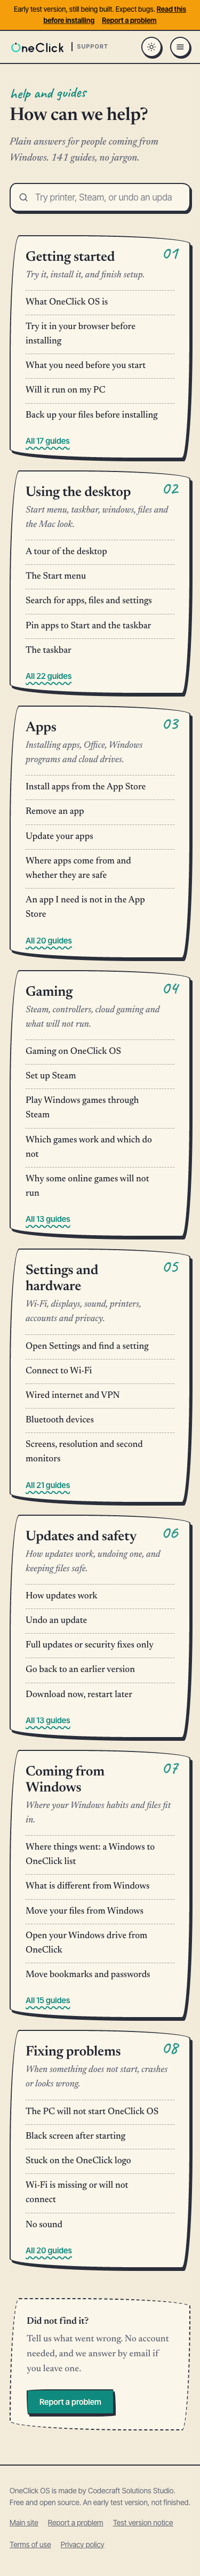 Early test version, still being built. Expect bugs. Read this
before installing Report a problem
OneClick SUPPORT
help and guides
How can we help?
Plain answers for people coming from
Windows. 141 guides, no jargon.
Try printer, Steam, or undo an upda
Getting started 01
Try it, install it, and finish setup.
What OneClick OS is
Try it in your browser before
installing
What you need before you start
Will it run on my PC
Back up your files before installing
All 17 guides
Using the desktop 02
Start menu, taskbar, windows, files and
the Mac look.
A tour of the desktop
The Start menu
Search for apps, files and settings
Pin apps to Start and the taskbar
The taskbar
All 22 guides
Apps 03
Installing apps, Office, Windows
programs and cloud drives.
Install apps from the App Store
Remove an app
Update your apps
Where apps come from and
whether they are safe
An app I need is not in the App
Store
All 20 guides
Gaming 04
Steam, controllers, cloud gaming and
what will not run.
Gaming on OneClick OS
Set up Steam
Play Windows games through
Steam
Which games work and which do
not
Why some online games will not
run
All 13 guides
Settings and 05
hardware
Wi-Fi, displays, sound, printers,
accounts and privacy.
Open Settings and find a setting
Connect to Wi-Fi
Wired internet and VPN
Bluetooth devices
Screens, resolution and second
monitors
All 21 guides
Updates and safety 06
How updates work, undoing one, and
keeping files safe.
How updates work
Undo an update
Full updates or security fixes only
Go back to an earlier version
Download now, restart later
All 13 guides
Coming from 07
Windows
Where your Windows habits and files fit
in.
Where things went: a Windows to
OneClick list
What is different from Windows
Move your files from Windows
Open your Windows drive from
OneClick
Move bookmarks and passwords
All 15 guides
Fixing problems 08
When something does not start, crashes
or looks wrong.
The PC will not start OneClick OS
Black screen after starting
Stuck on the OneClick logo
Wi-Fi is missing or will not
connect
No sound
All 20 guides
Did not find it?
Tell us what went wrong. No account
needed, and we answer by email if
you leave one.
Report a problem
OneClick OS is made by Codecraft Solutions Studio.
Free and open source. An early test version, not finished.
Main site Report a problem Test version notice
Terms of use Privacy policy